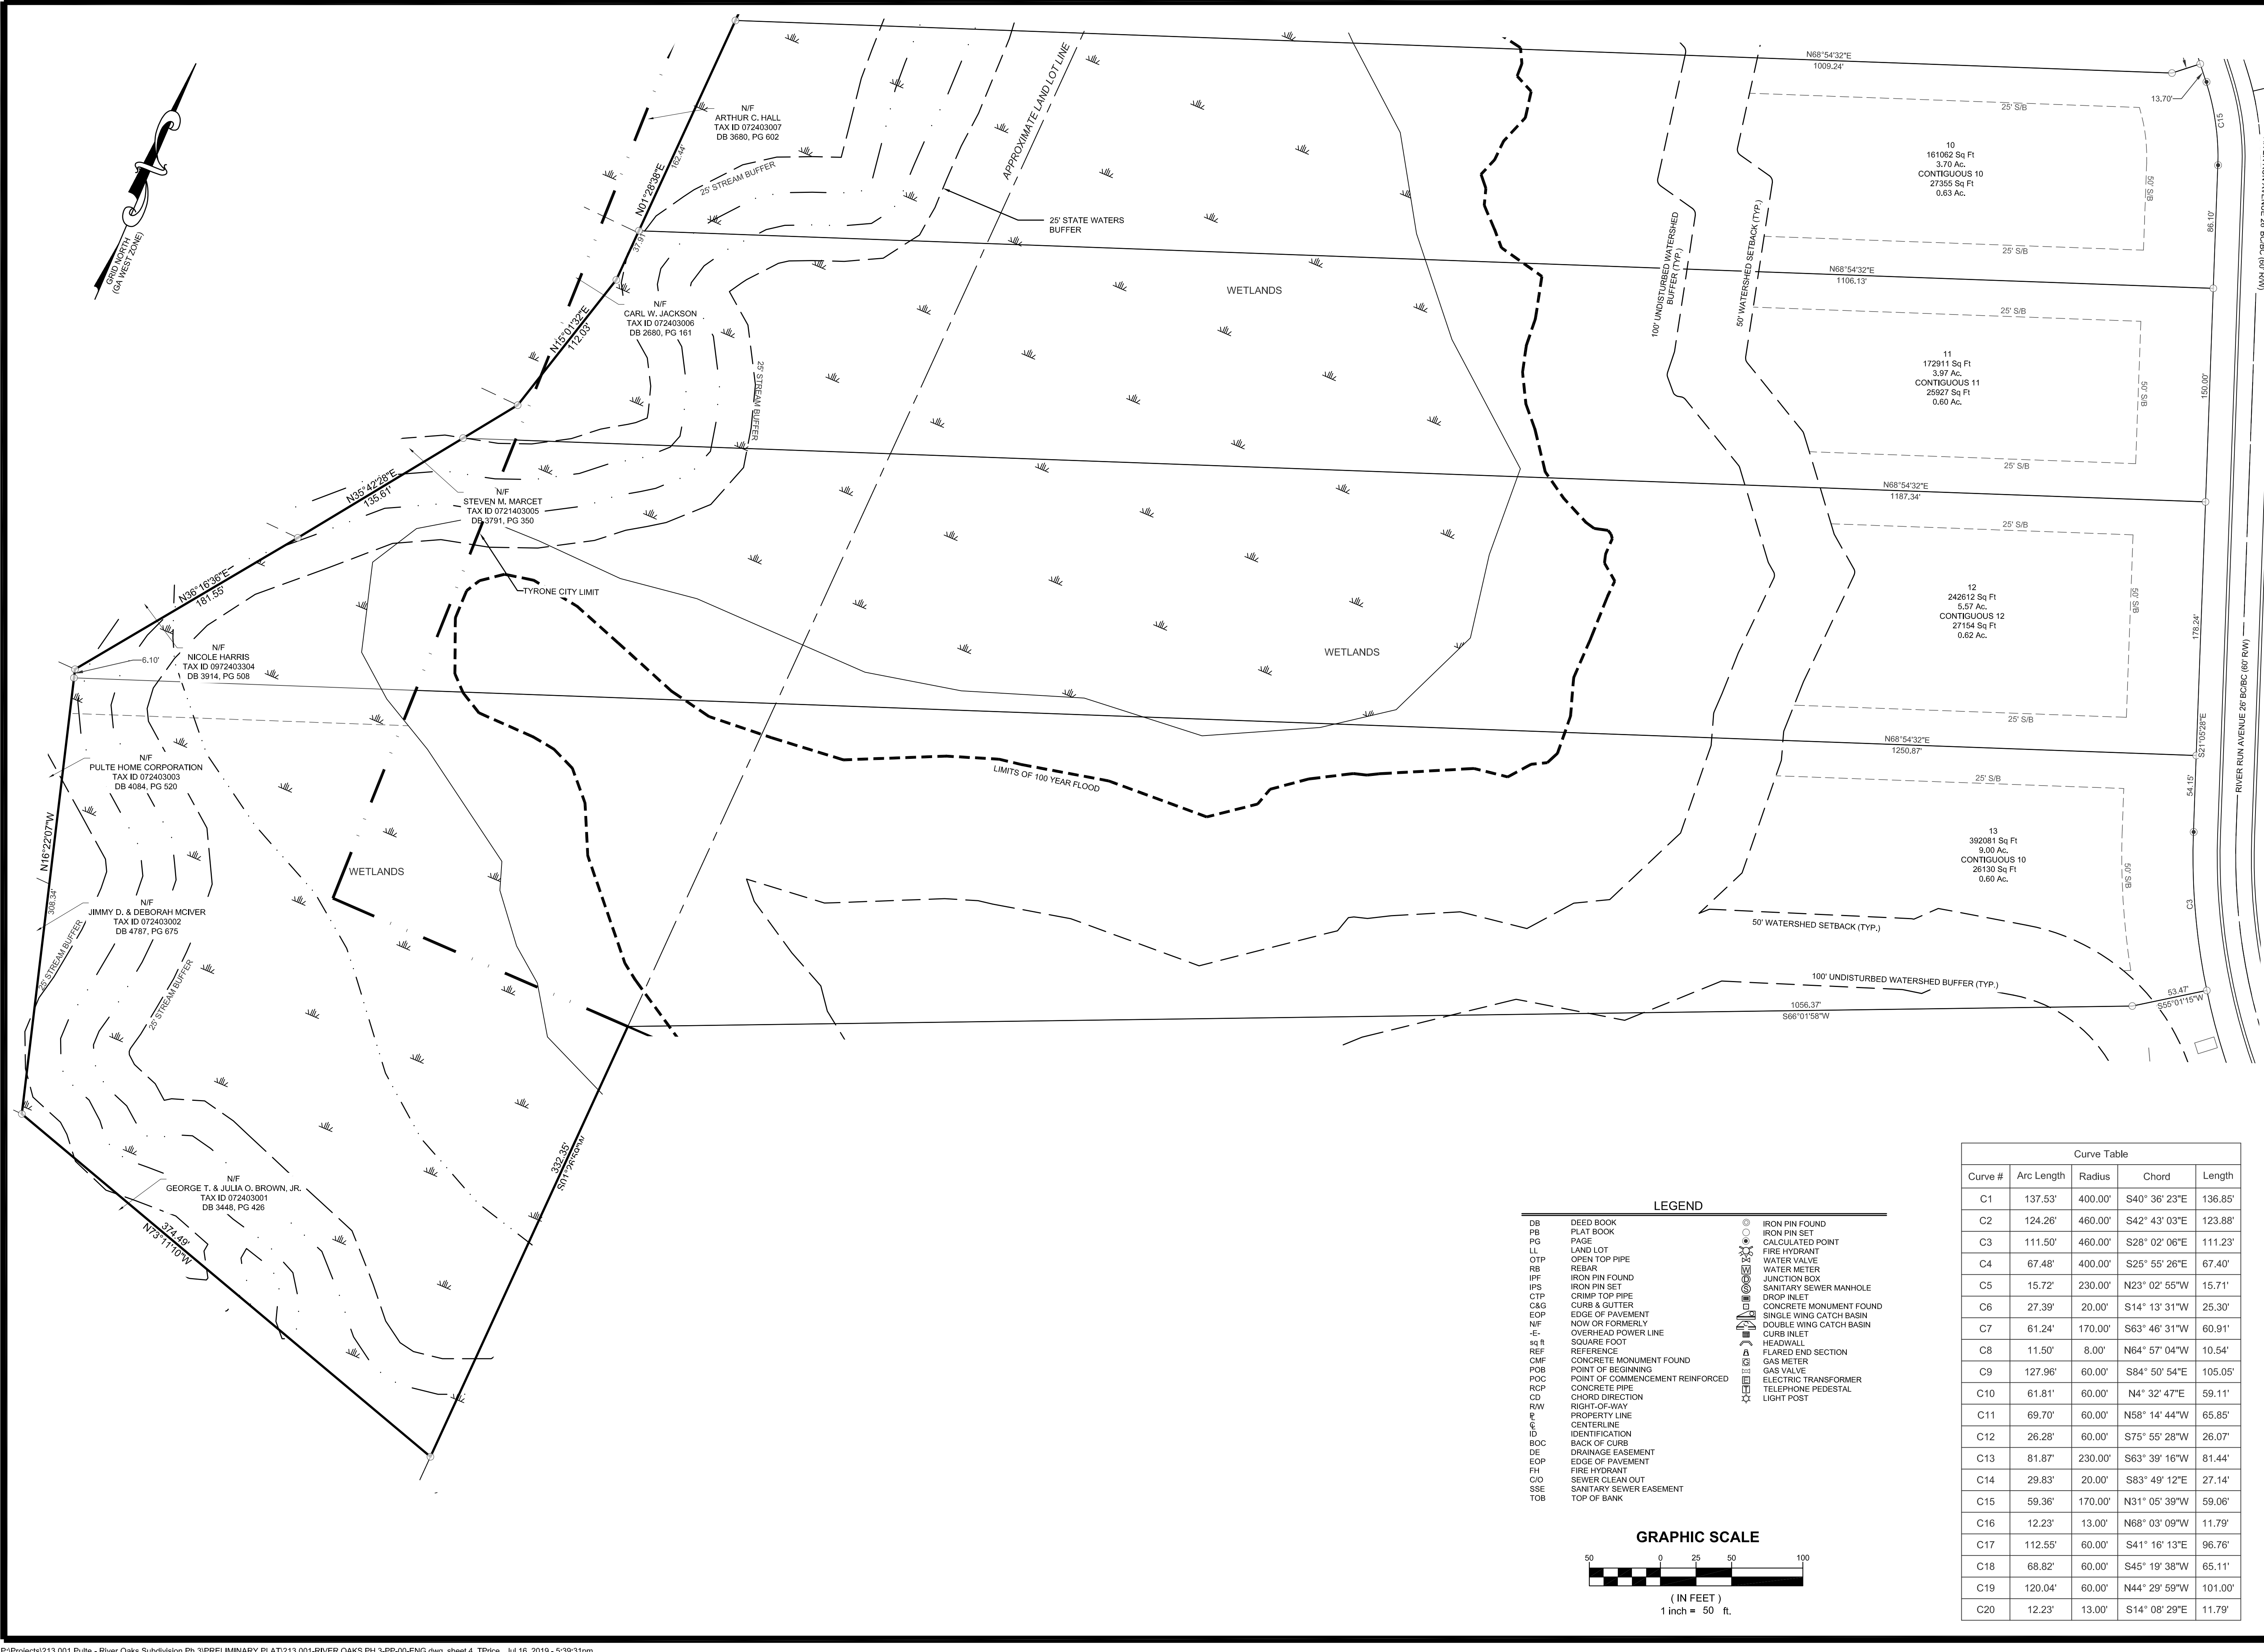 GRID NORTH
(GA WEST ZONE)
N/F
ARTHUR C. HALL
TAX ID 072403007
DB 3680, PG 602
N01°28'38"E
162.44'
37.91'
25' STREAM BUFFER
APPROXIMATE LAND LOT LINE
25' STATE WATERS
BUFFER
N/F
CARL W. JACKSON
TAX ID 072403006
DB 2680, PG 161
N15°01'32"E
112.03'
25' STREAM BUFFER
WETLANDS
N68°54'32"E
1009.24'
13.70'
C15
25' S/B
10
161062 Sq Ft
3.70 Ac.
CONTIGUOUS 10
27355 Sq Ft
0.63 Ac.
50' S/B
25' S/B
86.10'
100' UNDISTURBED WATERSHED
BUFFER (TYP.)
50' WATERSHED SETBACK (TYP.)
N68°54'32"E
1106.13'
25' S/B
11
172911 Sq Ft
3.97 Ac.
CONTIGUOUS 11
25927 Sq Ft
0.60 Ac.
50' S/B
25' S/B
150.00'
N68°54'32"E
1187.34'
N35°42'28"E
135.61'
N/F
STEVEN M. MARCET
TAX ID 0721403005
DB 3791, PG 350
TYRONE CITY LIMIT
N36°16'36"E
181.55'
25' S/B
12
242612 Sq Ft
5.57 Ac.
CONTIGUOUS 12
27154 Sq Ft
0.62 Ac.
50' S/B
25' S/B
178.24'
WETLANDS
N/F
NICOLE HARRIS
TAX ID 0972403304
DB 3914, PG 508
6.10'
N68°54'32"E
1250.87'
S21°05'28"E
RIVER RUN AVENUE 26' BC/BC (60' R/W)
54.15'
N/F
PULTE HOME CORPORATION
TAX ID 072403003
DB 4084, PG 520
LIMITS OF 100 YEAR FLOOD
25' S/B
13
392081 Sq Ft
9.00 Ac.
CONTIGUOUS 10
26130 Sq Ft
0.60 Ac.
50' S/B
C3
N16°22'07"W
308.34'
WETLANDS
N/F
JIMMY D. & DEBORAH MCIVER
TAX ID 072403002
DB 4787, PG 675
25' STREAM BUFFER
25' STREAM BUFFER
50' WATERSHED SETBACK (TYP.)
100' UNDISTURBED WATERSHED BUFFER (TYP.)
1056.37'
S66°01'58"W
53.47'
S55°01'15"W
N/F
GEORGE T. & JULIA O. BROWN, JR.
TAX ID 072403001
DB 3448, PG 426
374.49'
N73°11'10"W
332.35'
LEGEND
DB DEED BOOK
PB PLAT BOOK
PG PAGE
LL LAND LOT
OTP OPEN TOP PIPE
RB REBAR
IPF IRON PIN FOUND
IPS IRON PIN SET
CTP CRIMP TOP PIPE
C&G CURB & GUTTER
EOP EDGE OF PAVEMENT
N/F NOW OR FORMERLY
-E- OVERHEAD POWER LINE
sq ft SQUARE FOOT
REF REFERENCE
CMF CONCRETE MONUMENT FOUND
POB POINT OF BEGINNING
POC POINT OF COMMENCEMENT REINFORCED
RCP CONCRETE PIPE
CD CHORD DIRECTION
R/W RIGHT-OF-WAY
PROPERTY LINE
CENTERLINE
ID IDENTIFICATION
BOC BACK OF CURB
DE DRAINAGE EASEMENT
EOP EDGE OF PAVEMENT
FH FIRE HYDRANT
C/O SEWER CLEAN OUT
SSE SANITARY SEWER EASEMENT
TOB TOP OF BANK
IRON PIN FOUND
IRON PIN SET
CALCULATED POINT
FIRE HYDRANT
WATER VALVE
W WATER METER
D JUNCTION BOX
S SANITARY SEWER MANHOLE
DROP INLET
CONCRETE MONUMENT FOUND
SINGLE WING CATCH BASIN
DOUBLE WING CATCH BASIN
CURB INLET
HEADWALL
FLARED END SECTION
G GAS METER
GAS VALVE
E ELECTRIC TRANSFORMER
T TELEPHONE PEDESTAL
LIGHT POST
GRAPHIC SCALE
50 0 25 50 100
( IN FEET )
1 inch = 50 ft.
Curve Table
Curve # Arc Length Radius Chord Length
C1 137.53' 400.00' S40° 36' 23"E 136.85'
C2 124.26' 460.00' S42° 43' 03"E 123.88'
C3 111.50' 460.00' S28° 02' 06"E 111.23'
C4 67.48' 400.00' S25° 55' 26"E 67.40'
C5 15.72' 230.00' N23° 02' 55"W 15.71'
C6 27.39' 20.00' S14° 13' 31"W 25.30'
C7 61.24' 170.00' S63° 46' 31"W 60.91'
C8 11.50' 8.00' N64° 57' 04"W 10.54'
C9 127.96' 60.00' S84° 50' 54"E 105.05'
C10 61.81' 60.00' N4° 32' 47"E 59.11'
C11 69.70' 60.00' N58° 14' 44"W 65.85'
C12 26.28' 60.00' S75° 55' 28"W 26.07'
C13 81.87' 230.00' S63° 39' 16"W 81.44'
C14 29.83' 20.00' S83° 49' 12"E 27.14'
C15 59.36' 170.00' N31° 05' 39"W 59.06'
C16 12.23' 13.00' N68° 03' 09"W 11.79'
C17 112.55' 60.00' S41° 16' 13"E 96.76'
C18 68.82' 60.00' S45° 19' 38"W 65.11'
C19 120.04' 60.00' N44° 29' 59"W 101.00'
C20 12.23' 13.00' S14° 08' 29"E 11.79'